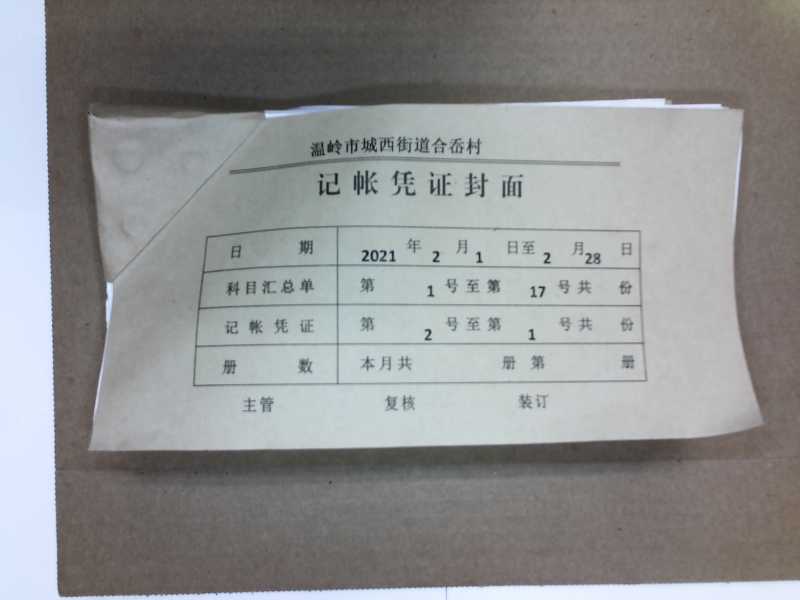 温岭市城西街道合岙村
记帐凭证封面
日 期 2021 年 2 月 1 日至 2 月 28 日
科目汇总单 第 1 号至第 17 号共 份
记帐凭证 第 2 号至第 1 号共 份
册 数 本月共 册 第 册
主管 复核 装订